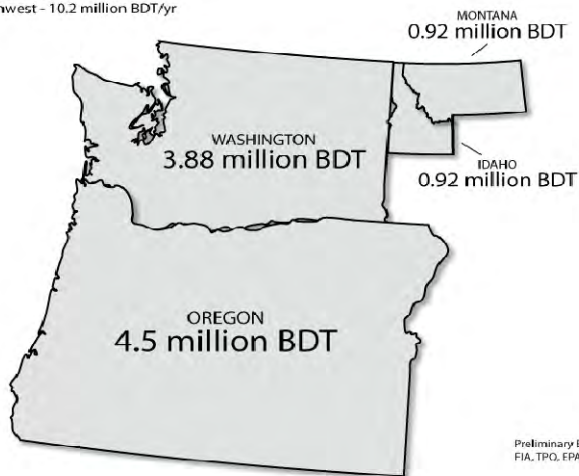 nwest - 10.2 million BDT/yr
MONTANA
0.92 million BDT
WASHINGTON
3.88 million BDT
IDAHO
0.92 million BDT
OREGON
4.5 million BDT
Preliminary
FIA, TPO, EPA